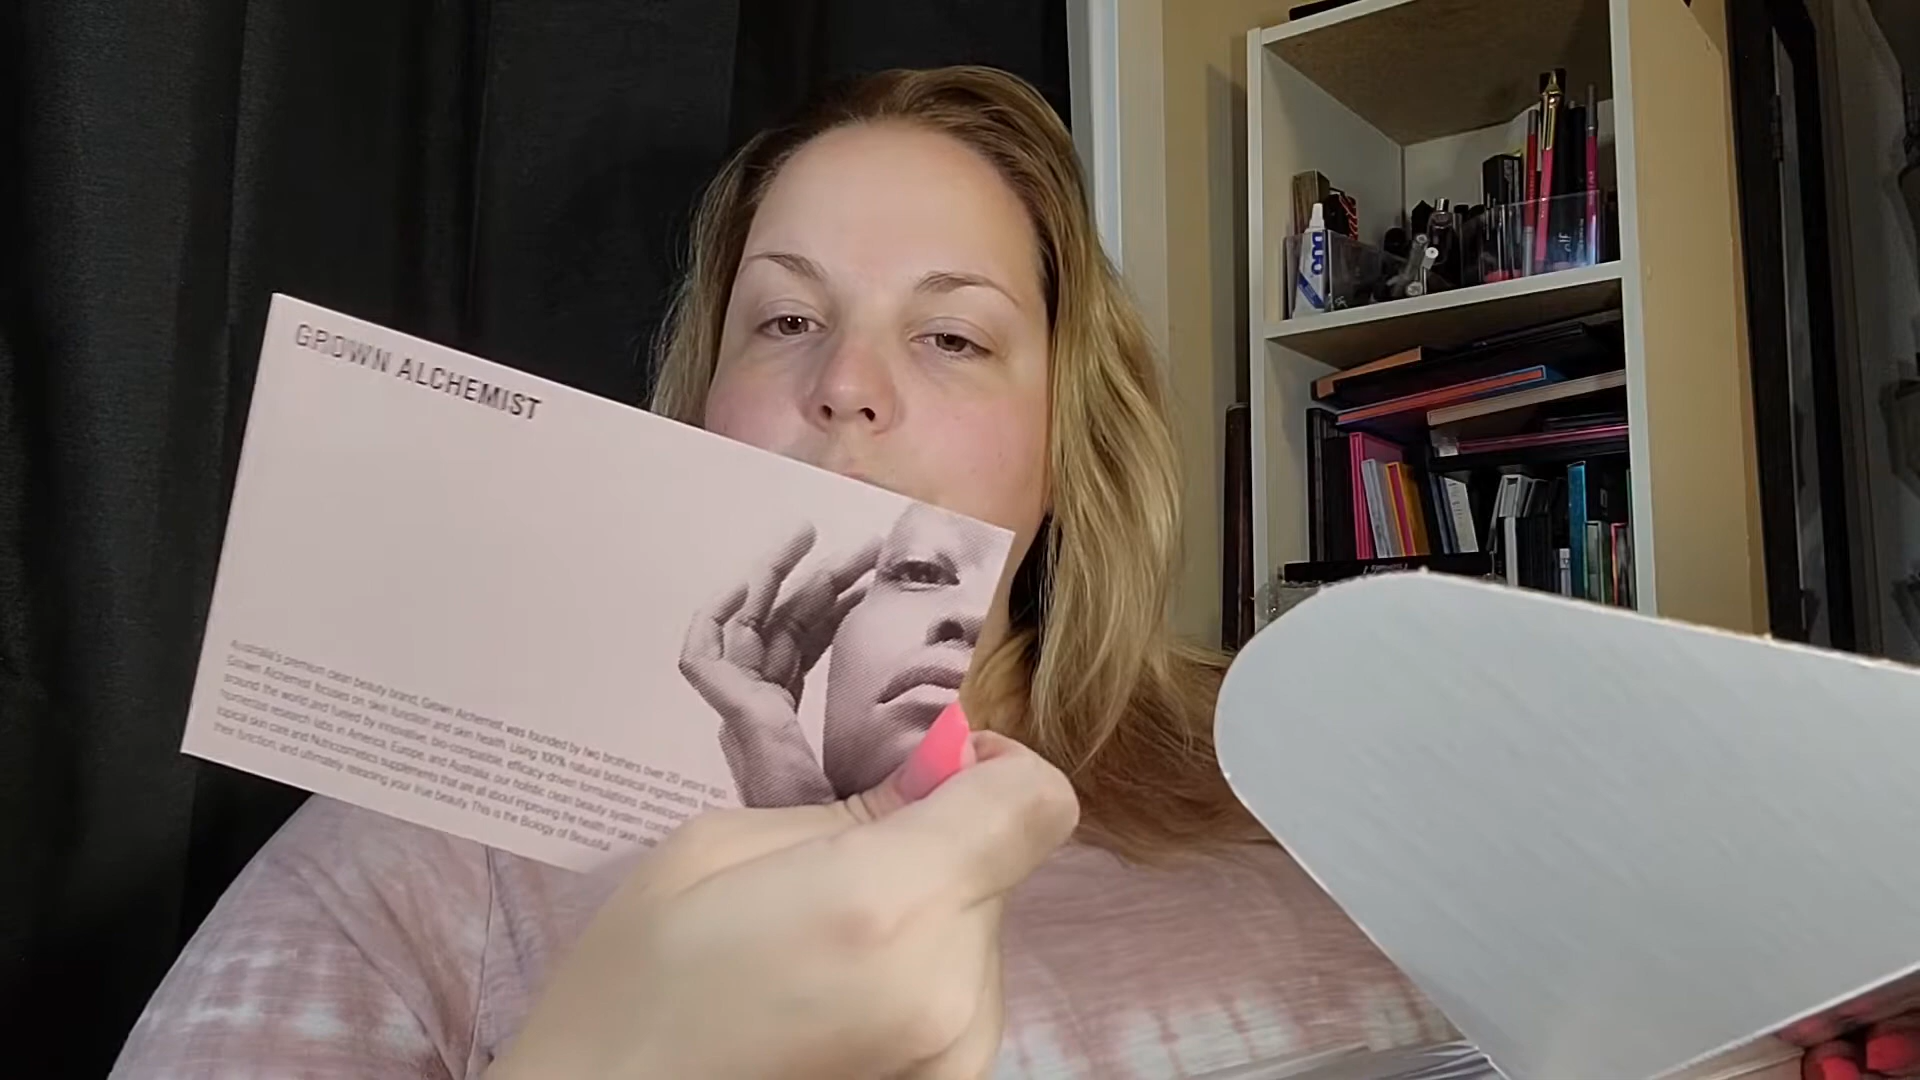 GROWN ALCHEMIST
Australia's premium clean beauty brand, Grown Alchemist, was founded by two brothers over 20 years ago.
Grown Alchemist focuses on skin function and skin health. Using 100% natural botanical ingredients
around the world and fueled by innovative, bio-compatible, efficacy-driven formulations developed
research labs in America, Europe, and Australia, our holistic clean beauty system
topical skin care and Nutricosmetics supplements that are all about improving the health of skin cells
their function, and ultimately releasing your true beauty. This is the Biology of Beautiful.
DUO
elf